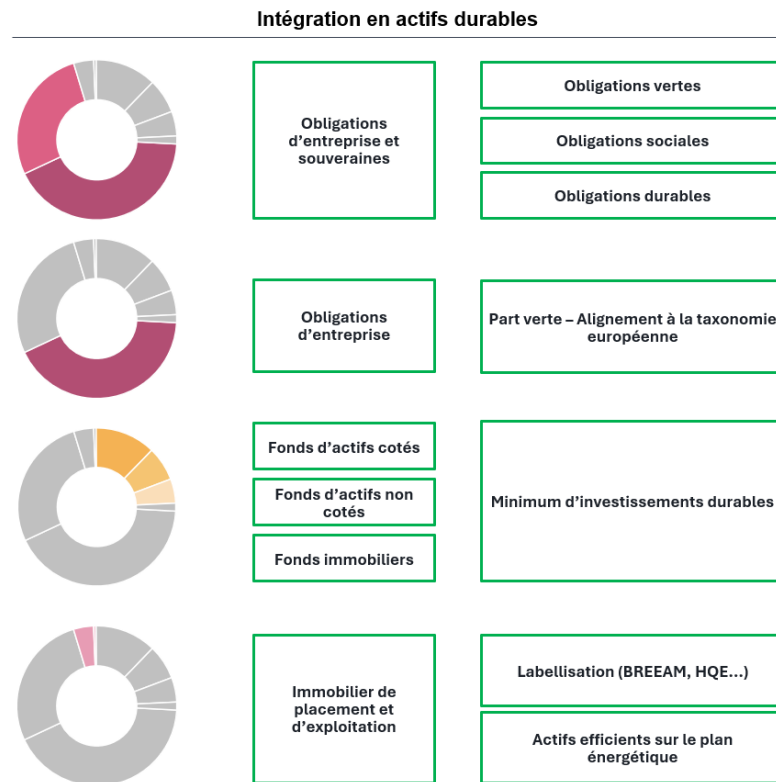 Intégration en actifs durables
Obligations
d’entreprise et
souveraines
Obligations vertes
Obligations sociales
Obligations durables
Obligations
d’entreprise
Part verte – Alignement à la taxonomie
européenne
Fonds d’actifs cotés
Fonds d’actifs non
cotés
Fonds immobiliers
Minimum d’investissements durables
Immobilier de
placement et
d’exploitation
Labellisation (BREEAM, HQE...)
Actifs efficients sur le plan
énergétique